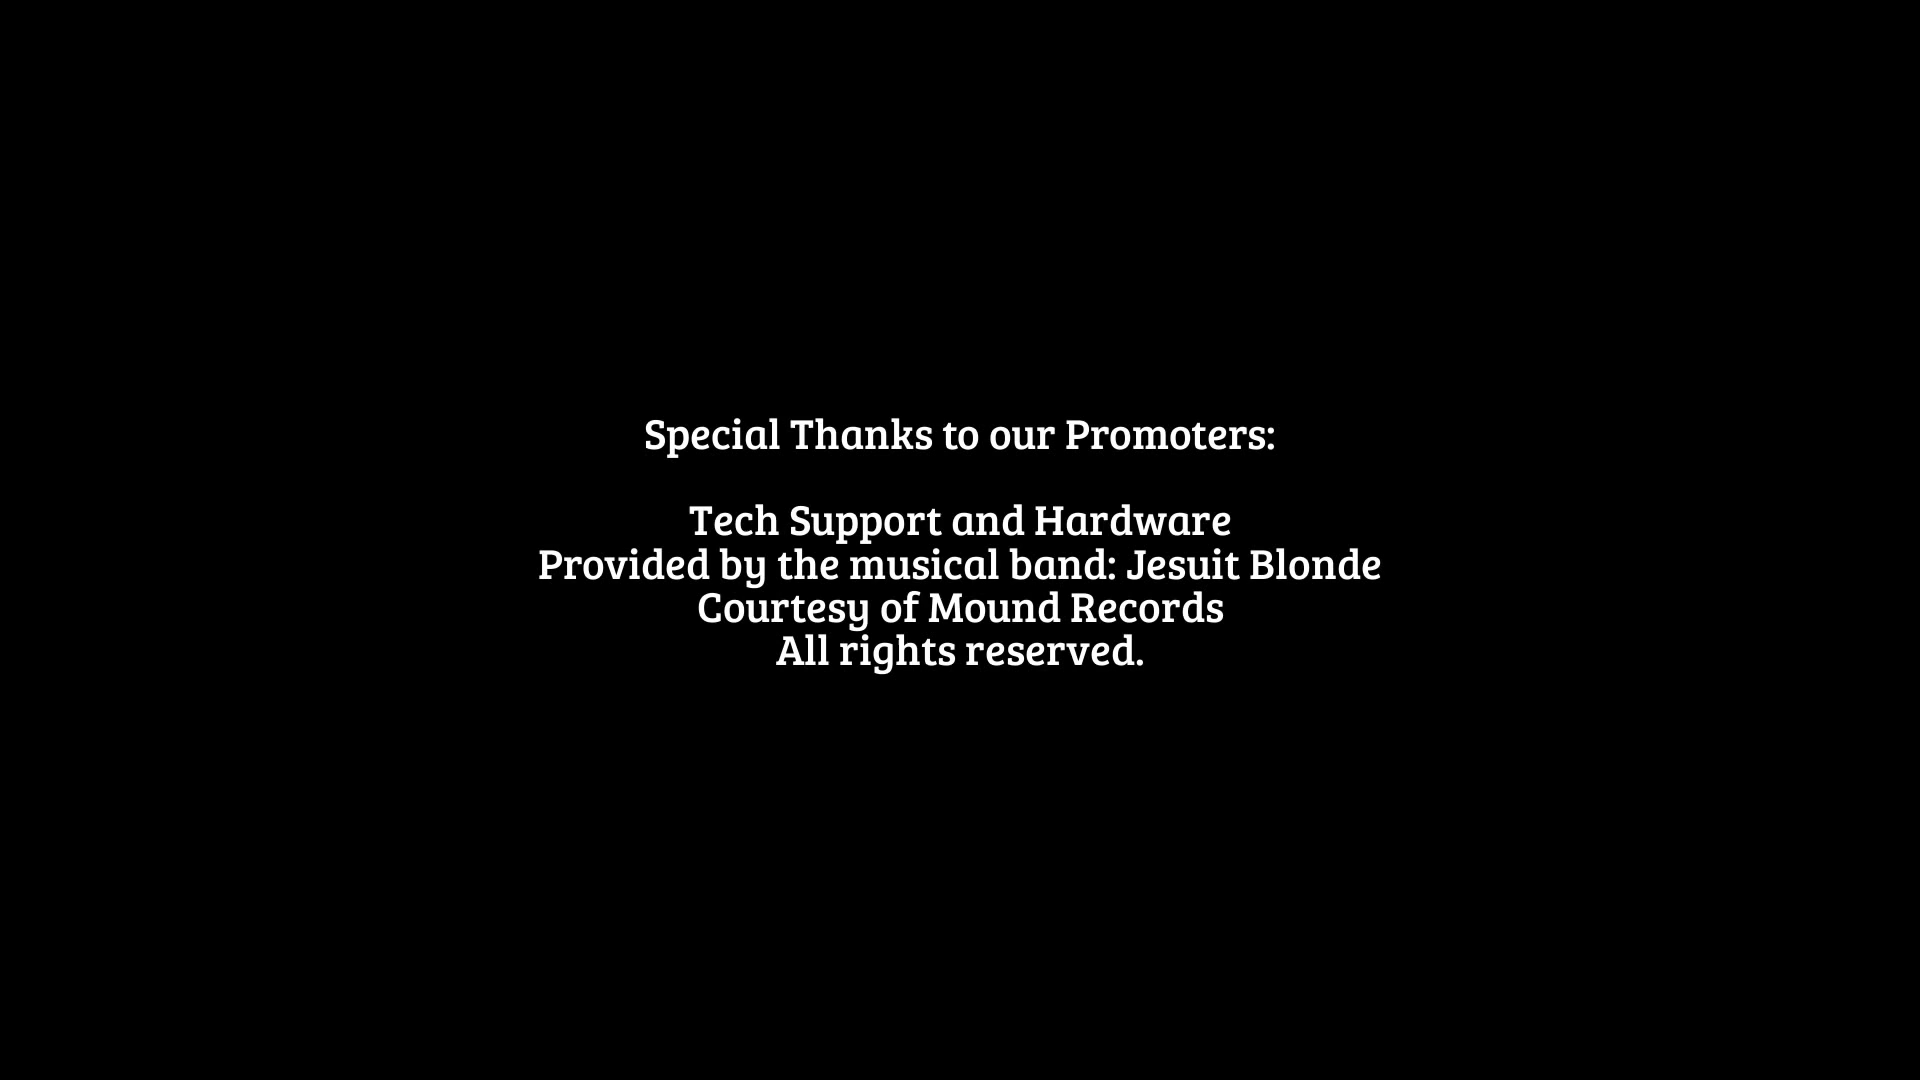 Special Thanks to our Promoters:
Tech Support and Hardware
Provided by the musical band: Jesuit Blonde
Courtesy of Mound Records
All rights reserved.